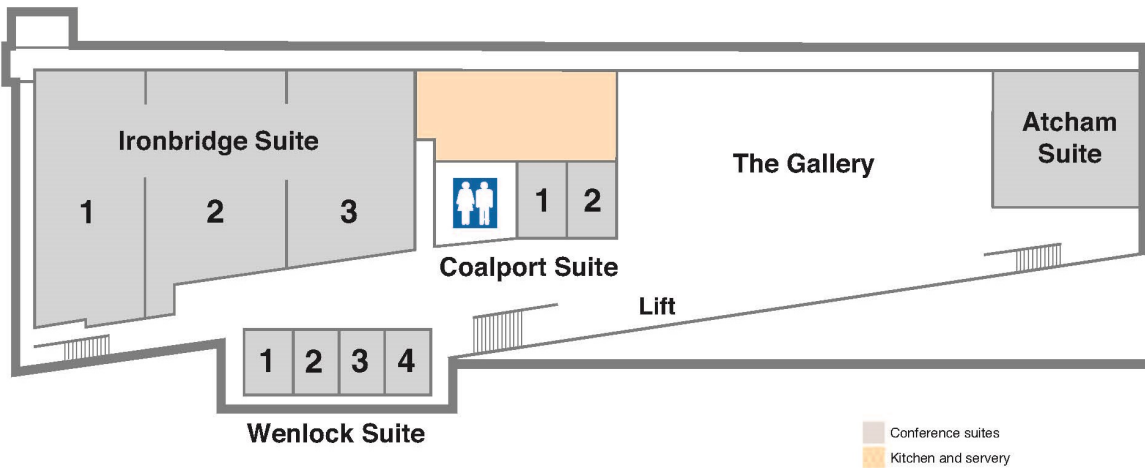 Ironbridge Suite
1
2
3
1
2
Coalport Suite
The Gallery
Atcham
Suite
Lift
1
2
3
4
Wenlock Suite
Conference suites
Kitchen and servery